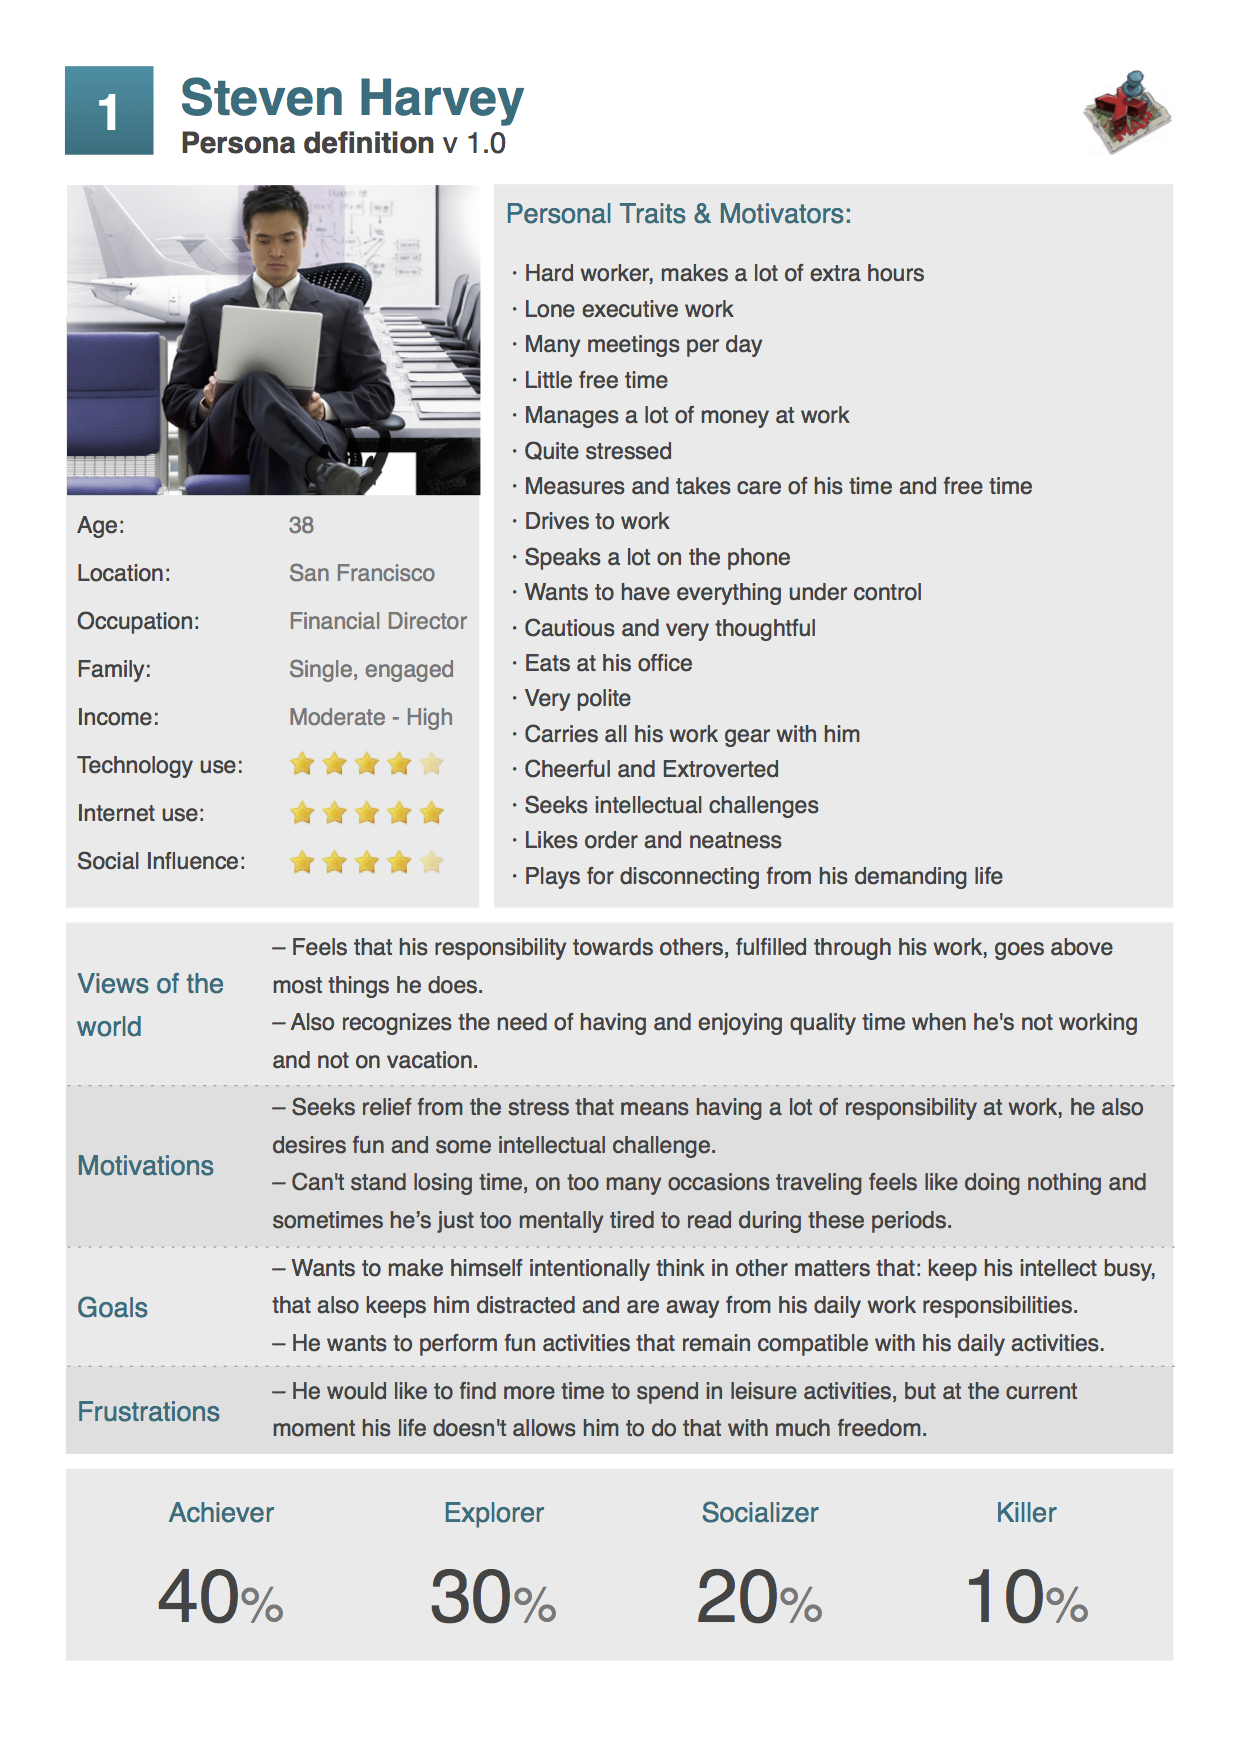 1
Steven Harvey
Persona definition v 1.0
X
MAP
Age: 38
Location: San Francisco
Occupation: Financial Director
Family: Single, engaged
Income: Moderate - High
Technology use:
Internet use:
Social Influence:
Personal Traits & Motivators:
· Hard worker, makes a lot of extra hours
· Lone executive work
· Many meetings per day
· Little free time
· Manages a lot of money at work
· Quite stressed
· Measures and takes care of his time and free time
· Drives to work
· Speaks a lot on the phone
· Wants to have everything under control
· Cautious and very thoughtful
· Eats at his office
· Very polite
· Carries all his work gear with him
· Cheerful and Extroverted
· Seeks intellectual challenges
· Likes order and neatness
· Plays for disconnecting from his demanding life
Views of the
world
– Feels that his responsibility towards others, fulfilled through his work, goes above
most things he does.
– Also recognizes the need of having and enjoying quality time when he's not working
and not on vacation.
Motivations
– Seeks relief from the stress that means having a lot of responsibility at work, he also
desires fun and some intellectual challenge.
– Can't stand losing time, on too many occasions traveling feels like doing nothing and
sometimes he’s just too mentally tired to read during these periods.
Goals
– Wants to make himself intentionally think in other matters that: keep his intellect busy,
that also keeps him distracted and are away from his daily work responsibilities.
– He wants to perform fun activities that remain compatible with his daily activities.
Frustrations
– He would like to find more time to spend in leisure activities, but at the current
moment his life doesn't allows him to do that with much freedom.
Achiever Explorer Socializer Killer
40% 30% 20% 10%